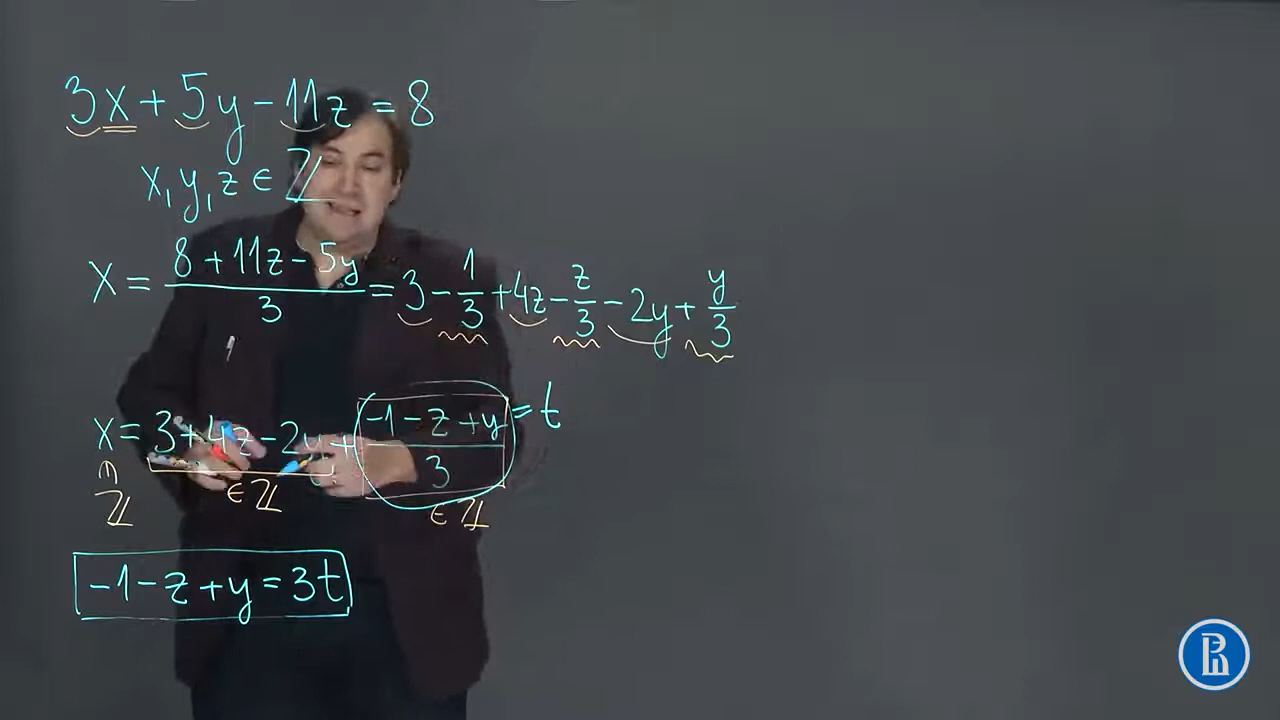 3x + 5y − 11z = 8
x, y, z ∈ ℤ
x = (8 + 11z − 5y)/3 = 3 − 1/3 + 4z − z/3 − 2y + y/3
x = 3 + 4z − 2y + (−1 − z + y)/3 = t
∈ ℤ ∈ ℤ ∈ ℤ
−1 − z + y = 3t